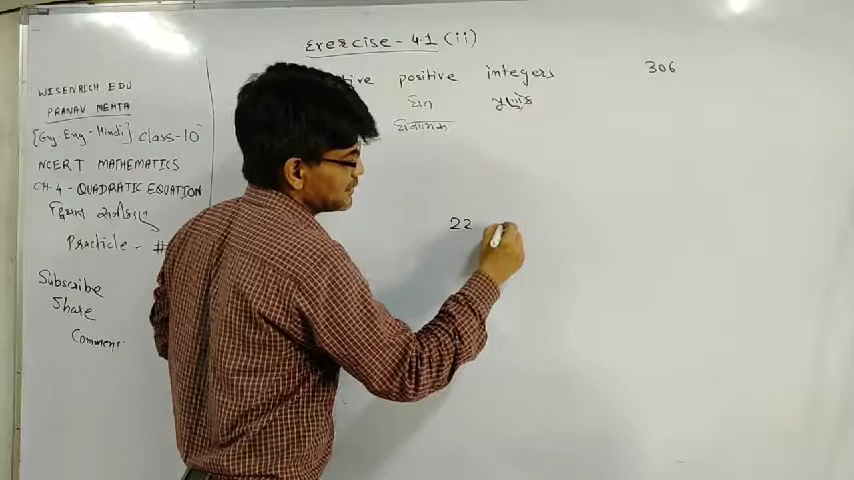 Exercise - 4.1 (ii)
WISENRICH EDU
PRANAV MEHTA
[Guj-Eng-Hindi] Class-10
NCERT MATHEMATICS
CH-4 - QUADRATIC EQUATION
Practicle - #
Subscribe
Share
Comment
tive positive integers
306
22